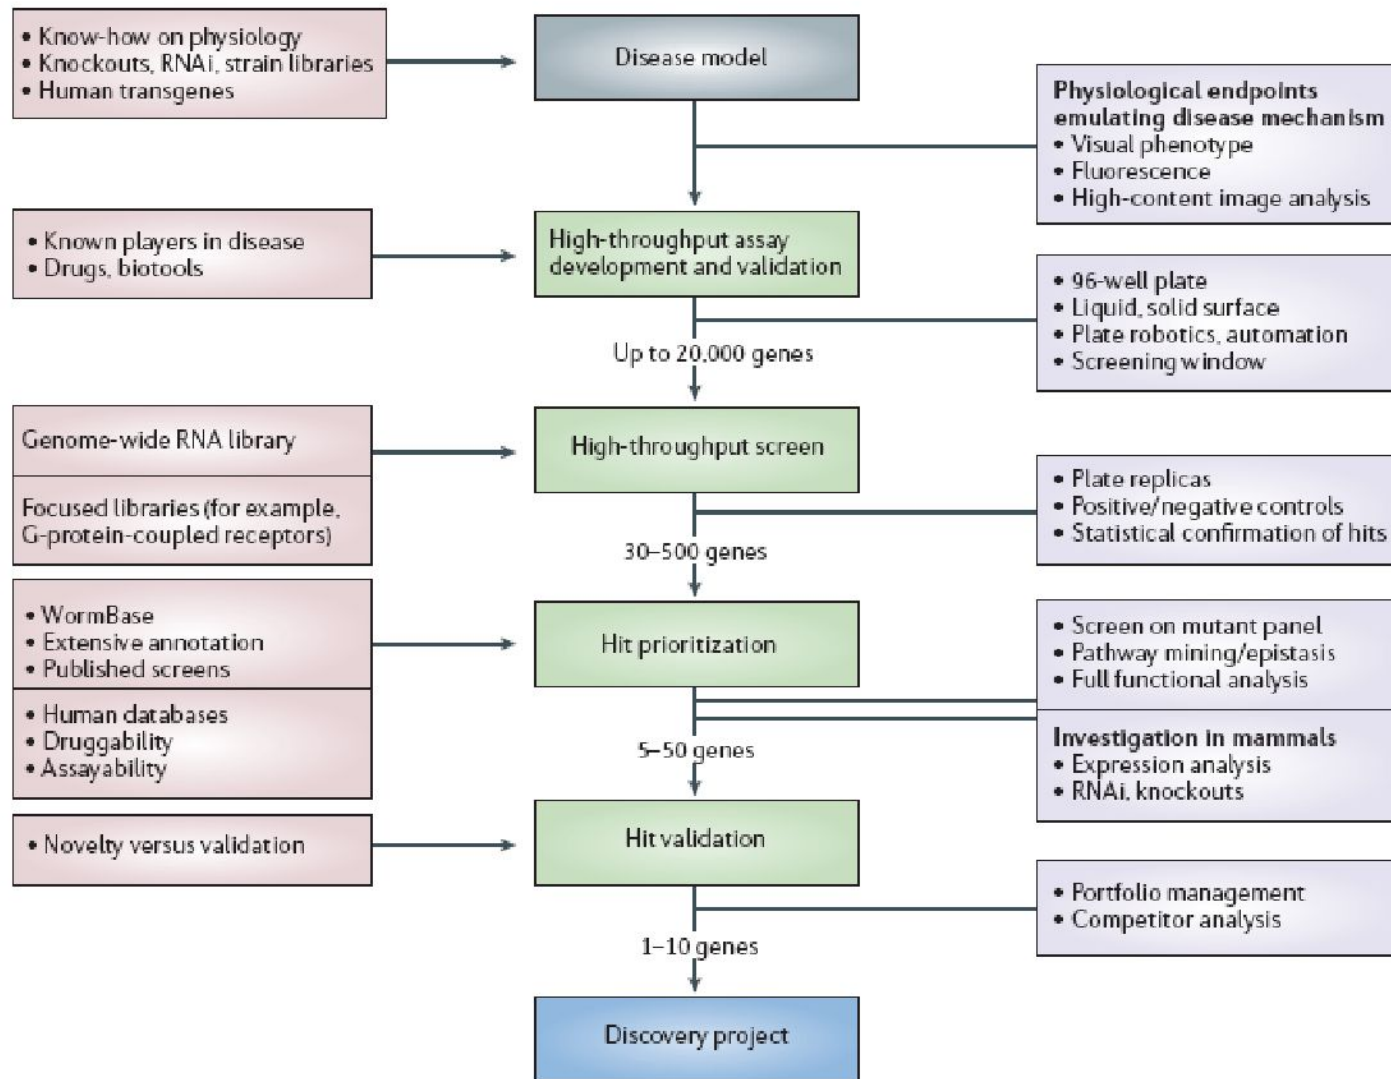 • Know-how on physiology
• Knockouts, RNAi, strain libraries
• Human transgenes
Disease model
Physiological endpoints
emulating disease mechanism
• Visual phenotype
• Fluorescence
• High-content image analysis
• Known players in disease
• Drugs, biotools
High-throughput assay
development and validation
• 96-well plate
• Liquid, solid surface
• Plate robotics, automation
• Screening window
Up to 20,000 genes
Genome-wide RNA library
Focused libraries (for example,
G-protein-coupled receptors)
High-throughput screen
• Plate replicas
• Positive/negative controls
• Statistical confirmation of hits
30–500 genes
• WormBase
• Extensive annotation
• Published screens
• Human databases
• Druggability
• Assayability
Hit prioritization
• Screen on mutant panel
• Pathway mining/epistasis
• Full functional analysis
Investigation in mammals
• Expression analysis
• RNAi, knockouts
5–50 genes
• Novelty versus validation
Hit validation
• Portfolio management
• Competitor analysis
1–10 genes
Discovery project